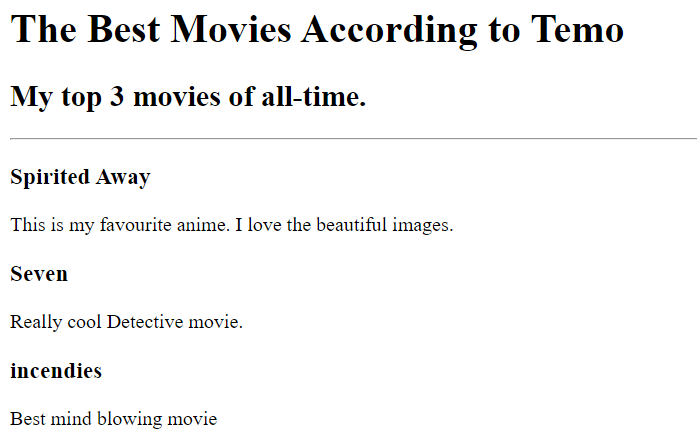 The Best Movies According to Temo
My top 3 movies of all-time.
Spirited Away
This is my favourite anime. I love the beautiful images.
Seven
Really cool Detective movie.
incendies
Best mind blowing movie